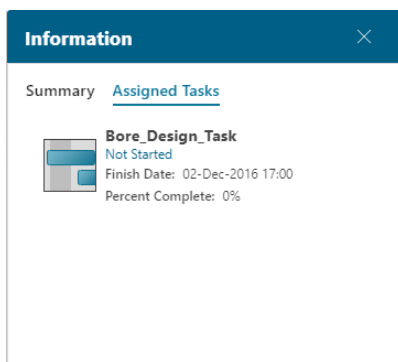 Information
Summary Assigned Tasks
Bore_Design_Task
Not Started
Finish Date: 02-Dec-2016 17:00
Percent Complete: 0%